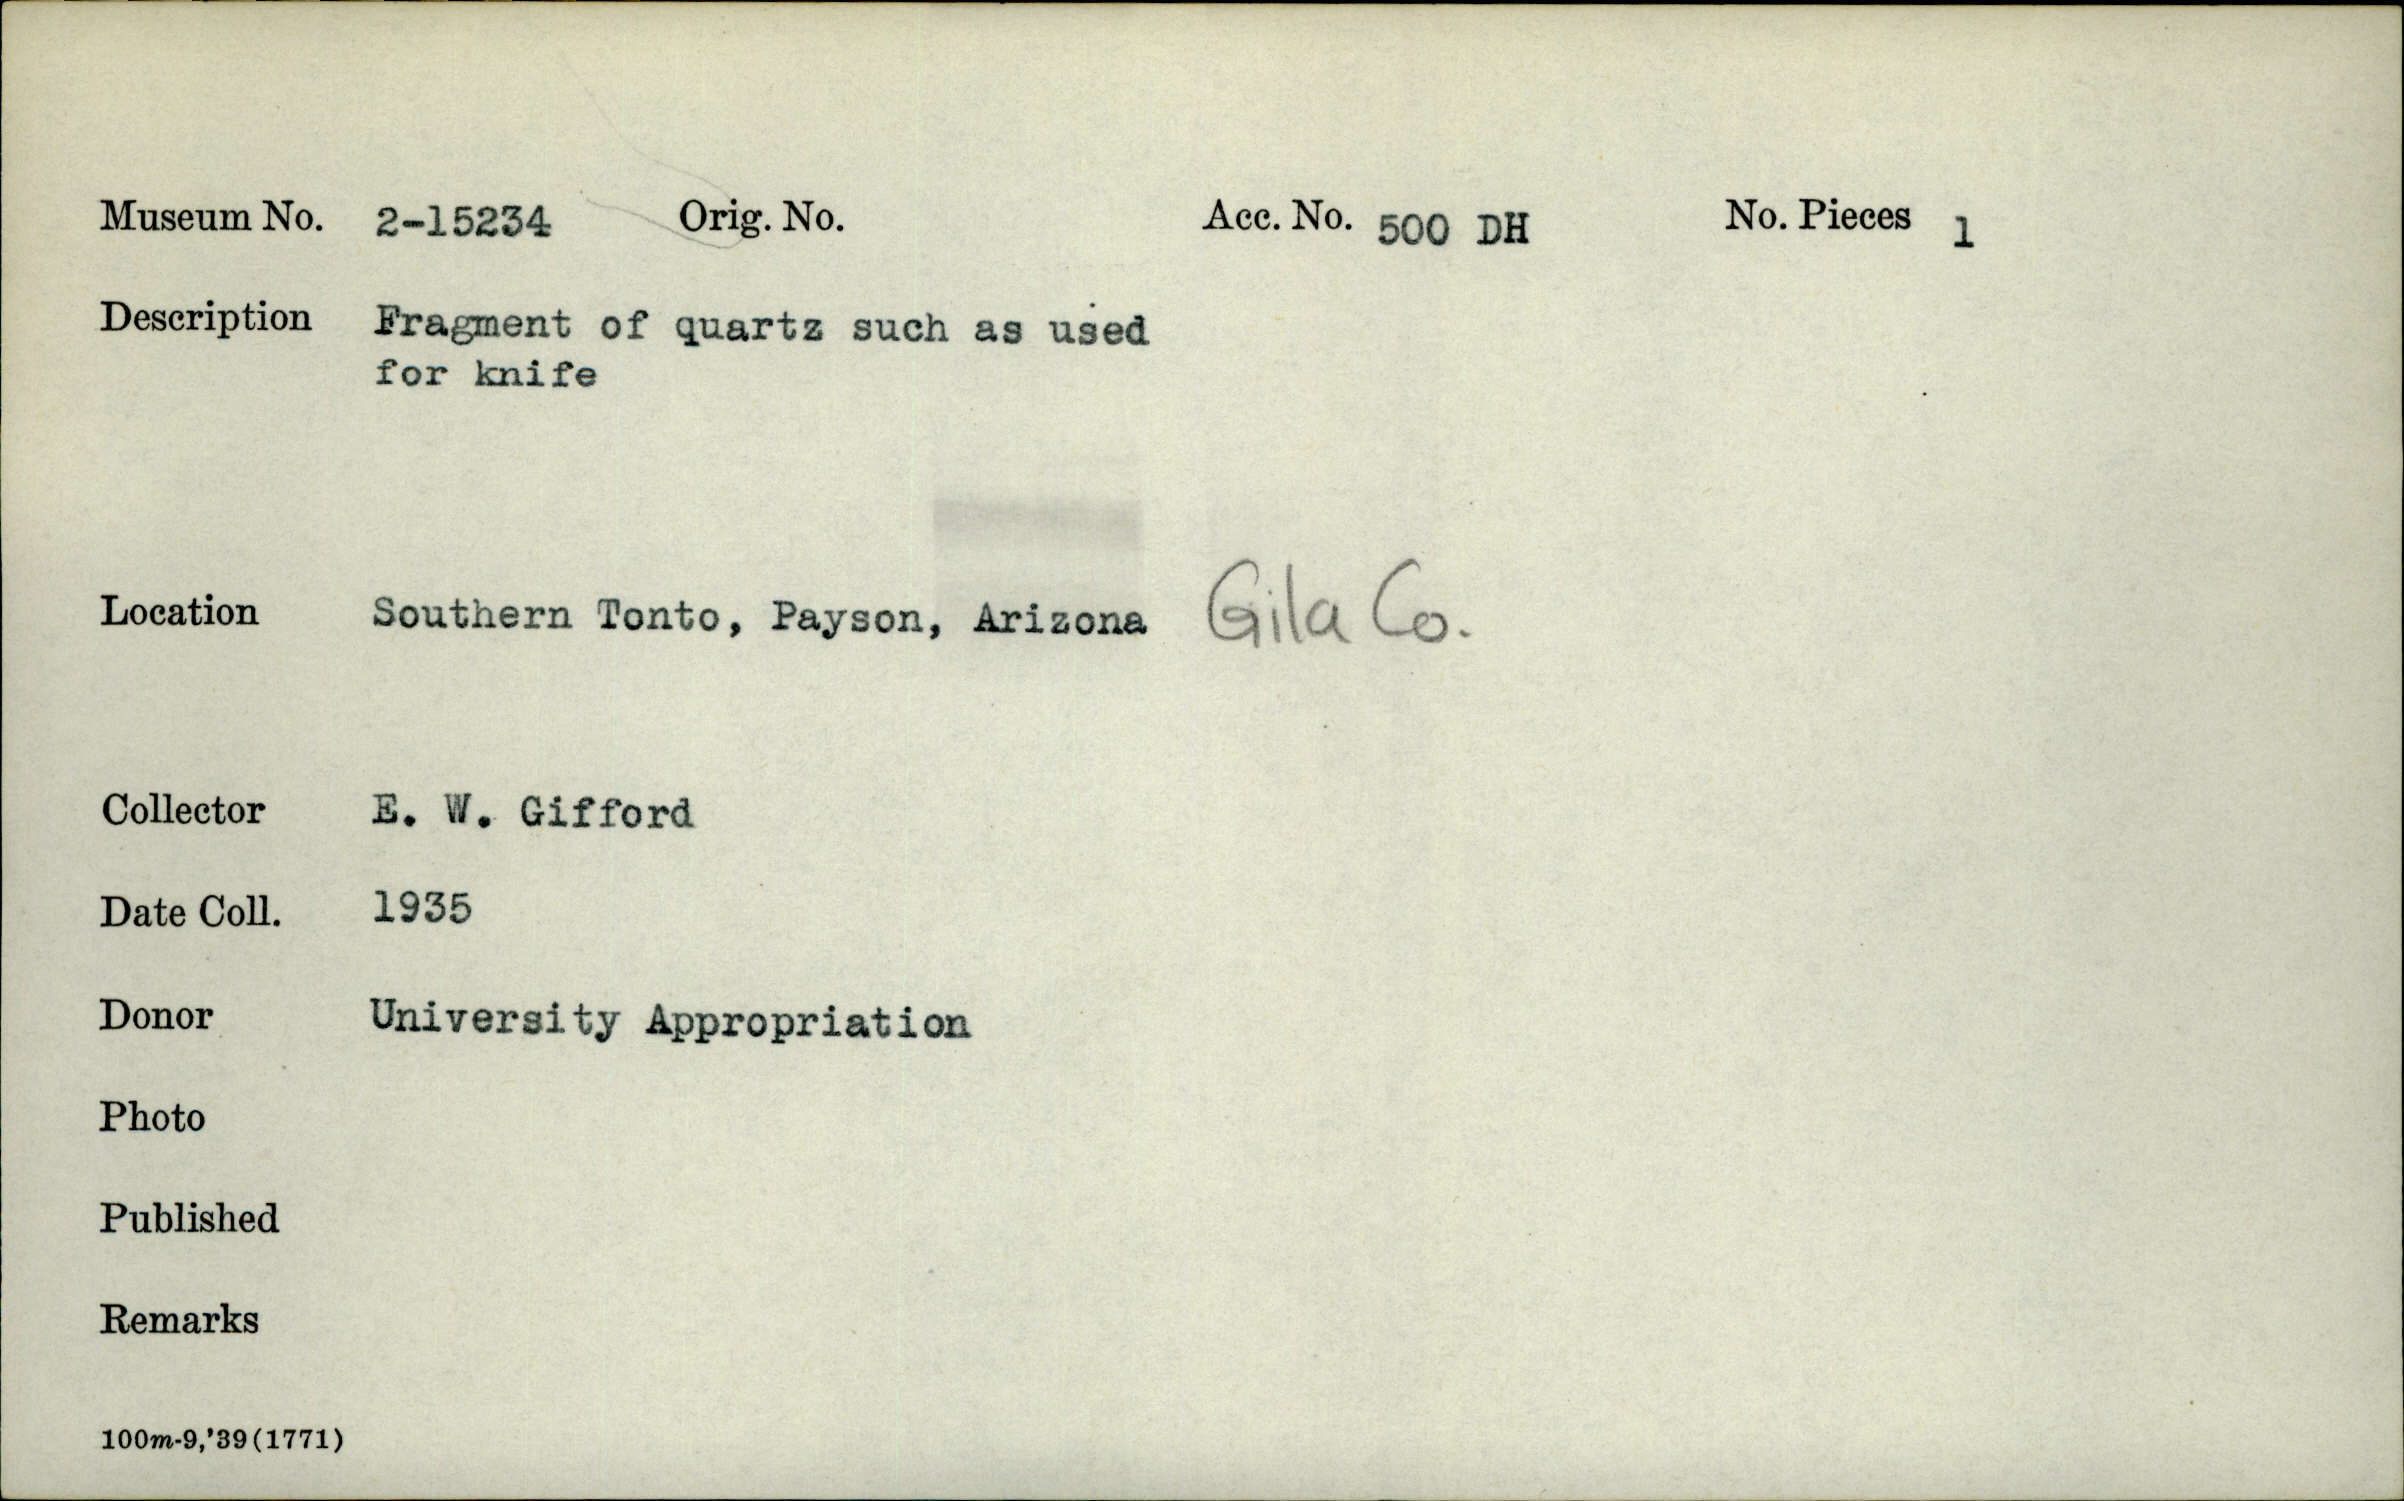 Museum No. 2-15234 Orig. No. Acc. No. 500 DH No. Pieces 1
Description Fragment of quartz such as used
for knife
Location Southern Tonto, Payson, Arizona Gila Co.
Collector E. W. Gifford
Date Coll. 1935
Donor University Appropriation
Photo
Published
Remarks
100m-9,'39(1771)